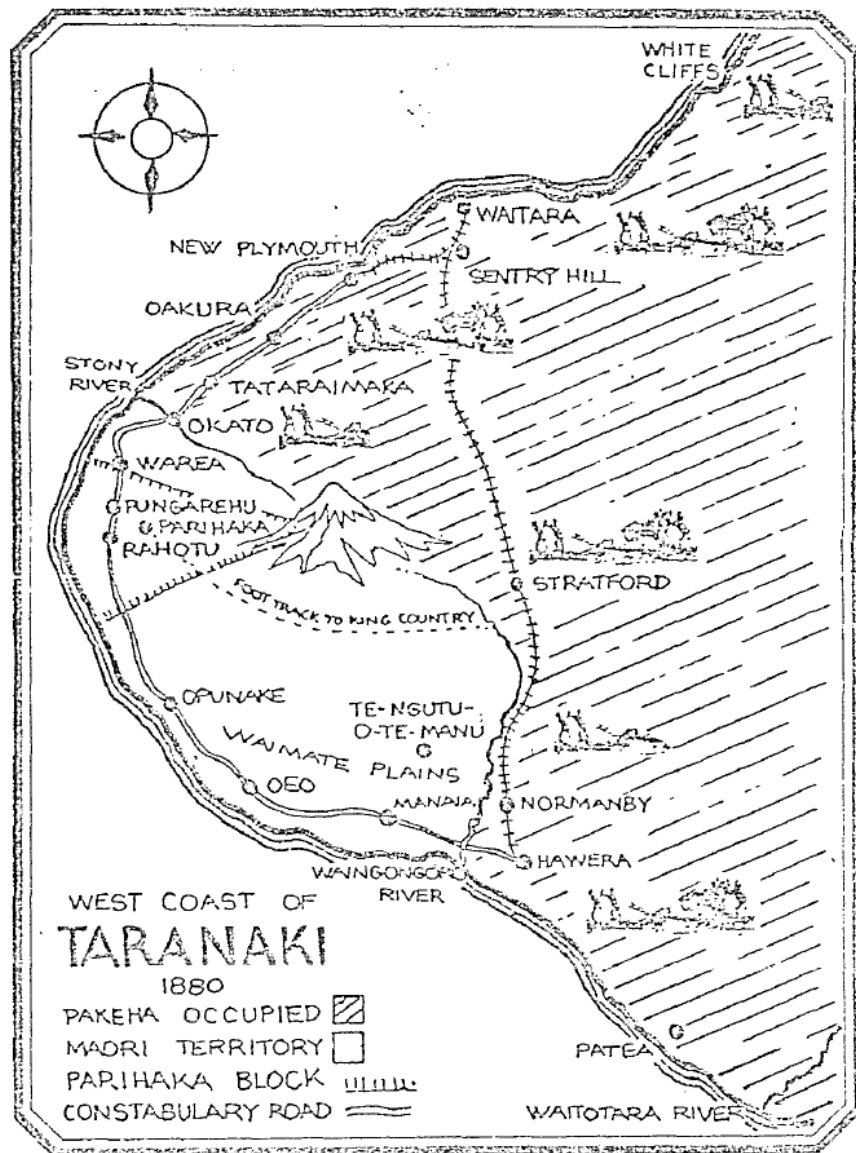 WHITE
CLIFFS
WAITARA
NEW PLYMOUTH
SENTRY HILL
OAKURA
STONY
RIVER
TATARAIMAKA
OKATO
WAREA
PUNGAREHU
PARIHAKA
RAHOTU
STRATFORD
FOOT TRACK TO KING COUNTRY
OPUNAKE
TE-NGUTU-
O-TE-MANU
WAIMATE PLAINS
OEO
MANAIA
NORMANBY
HAWERA
WAINGONGORO
RIVER
WEST COAST OF
TARANAKI
1880
PAKEHA OCCUPIED
MAORI TERRITORY
PARIHAKA BLOCK
CONSTABULARY ROAD
PATEA
WAITOTARA RIVER